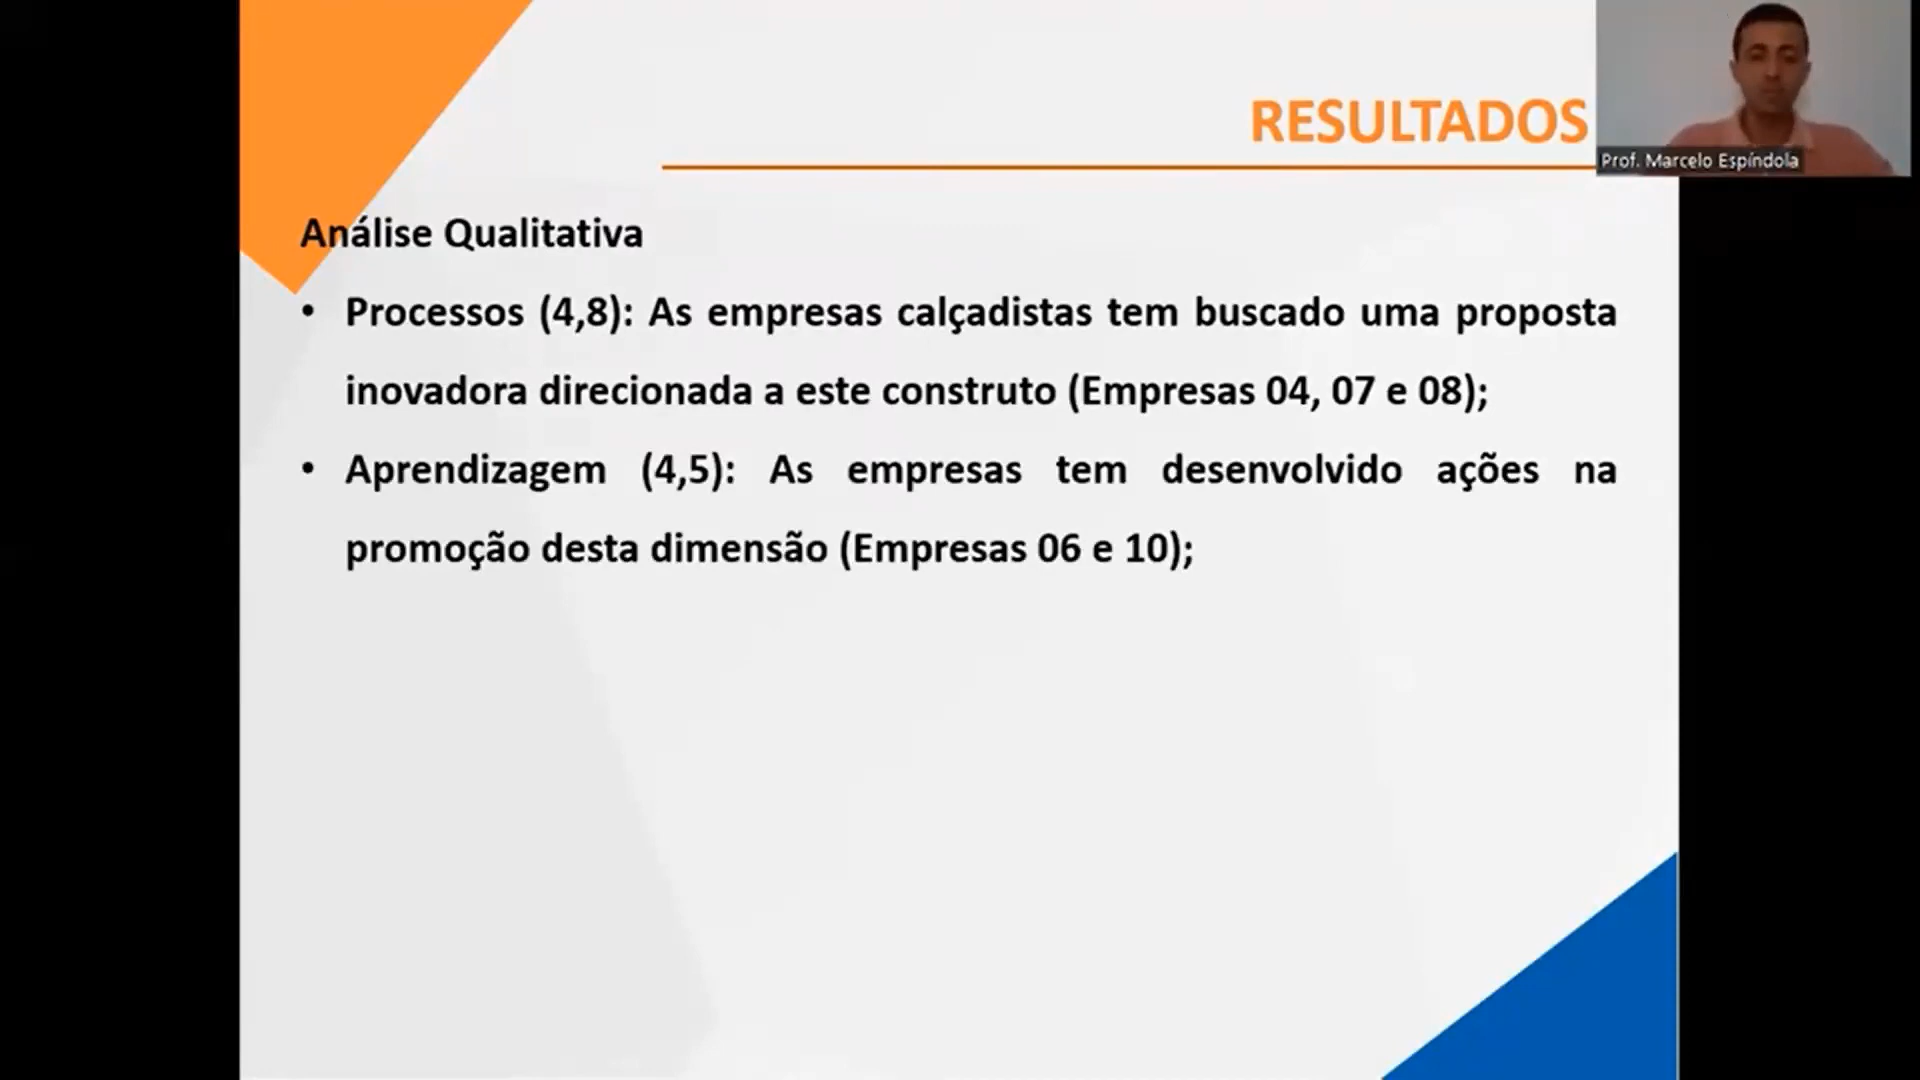 RESULTADOS
Prof. Marcelo Espíndola
Análise Qualitativa
• Processos (4,8): As empresas calçadistas tem buscado uma proposta
inovadora direcionada a este construto (Empresas 04, 07 e 08);
• Aprendizagem (4,5): As empresas tem desenvolvido ações na
promoção desta dimensão (Empresas 06 e 10);